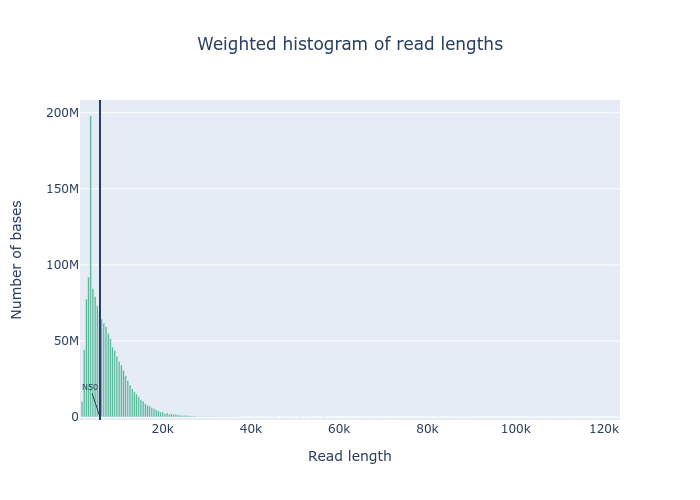 Weighted histogram of read lengths
Number of bases
200M
150M
100M
50M
0
N50
20k 40k 60k 80k 100k 120k
Read length